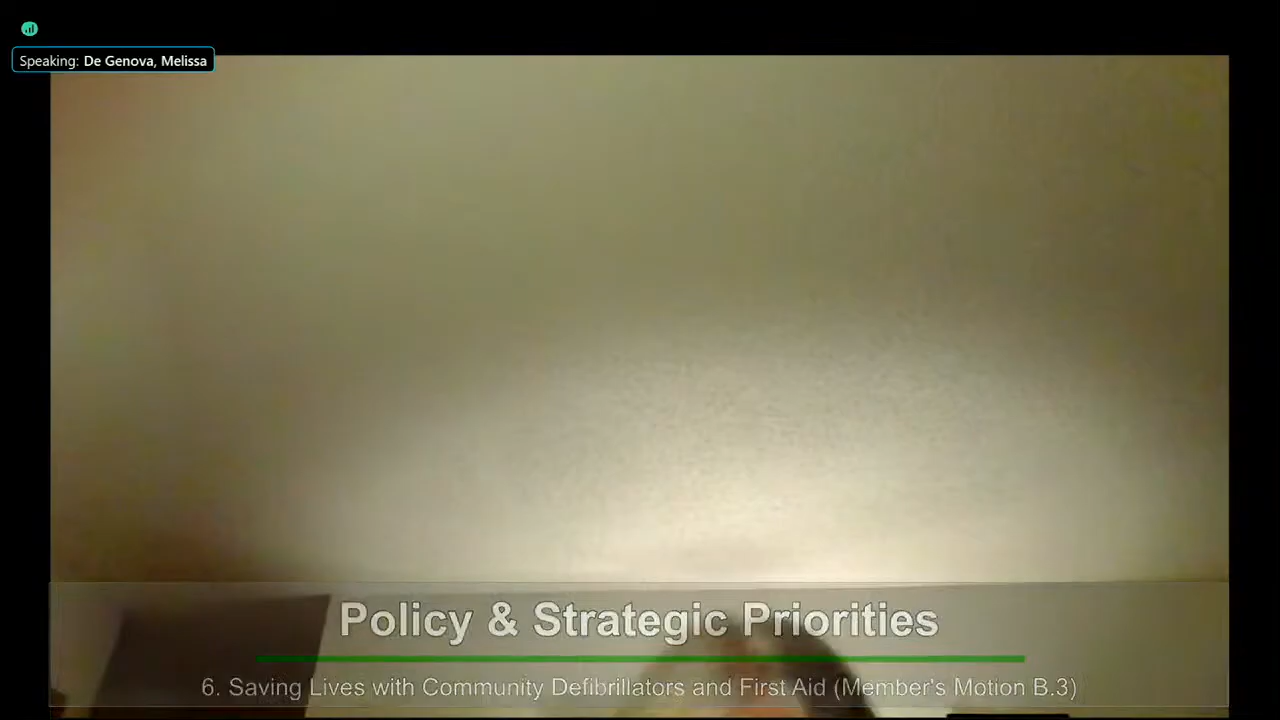 Speaking: De Genova, Melissa
Policy & Strategic Priorities
6. Saving Lives with Community Defibrillators and First Aid (Member's Motion B.3)